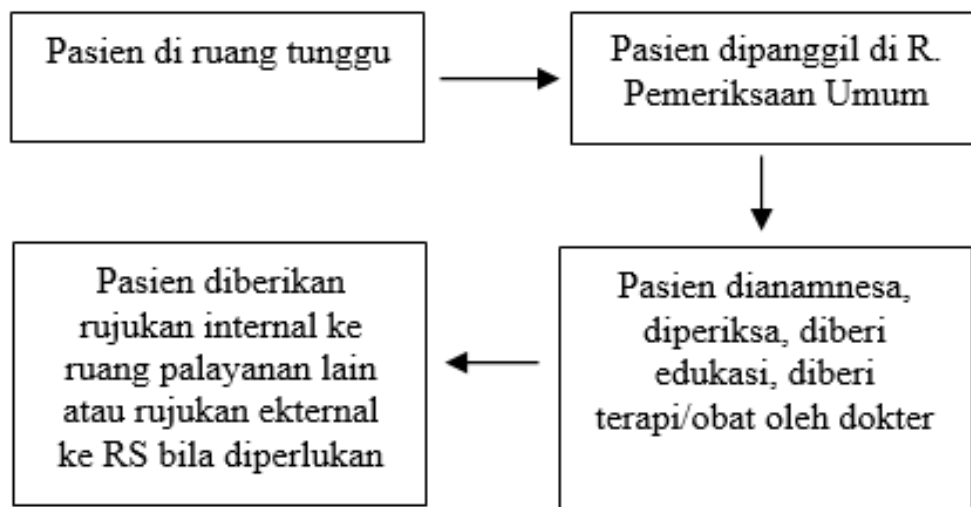 Pasien di ruang tunggu
Pasien dipanggil di R.
Pemeriksaan Umum
Pasien dianamnesa,
diperiksa, diberi
edukasi, diberi
terapi/obat oleh dokter
Pasien diberikan
rujukan internal ke
ruang palayanan lain
atau rujukan ekternal
ke RS bila diperlukan